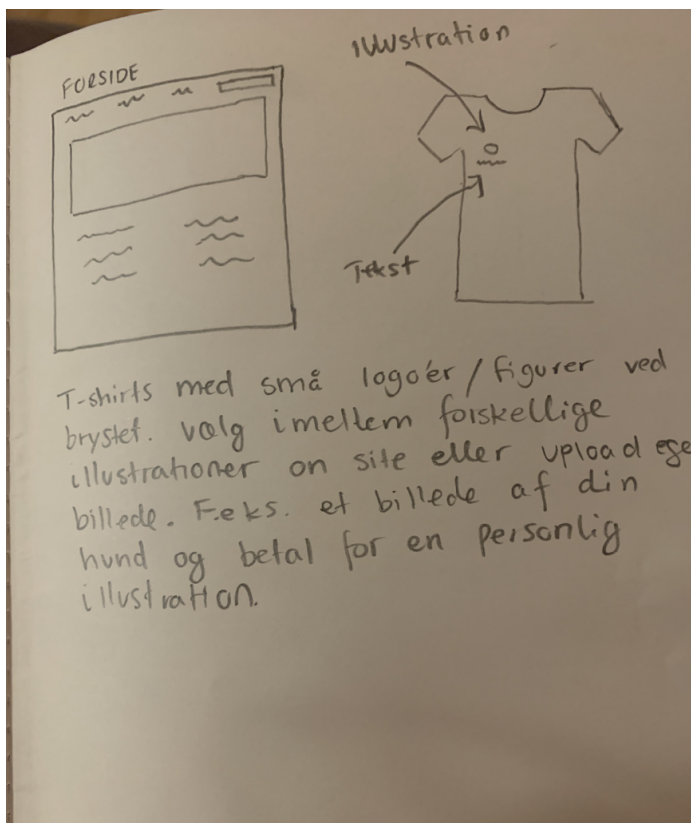 FORSIDE
illustration
Tekst
T-shirts med små logo'er / figurer ved
brystet. vælg imellem forskellige
illustrationer on site eller upload ege
billede. F.eks. et billede af din
hund og betal for en personlig
illustration.